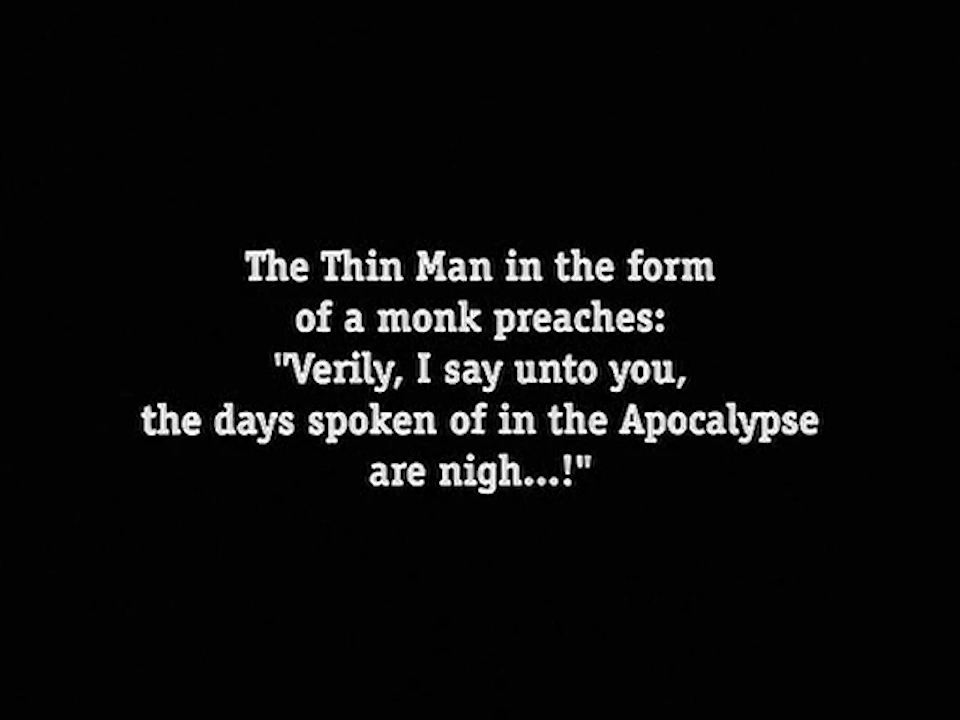 The Thin Man in the form
of a monk preaches:
"Verily, I say unto you,
the days spoken of in the Apocalypse
are nigh...!"